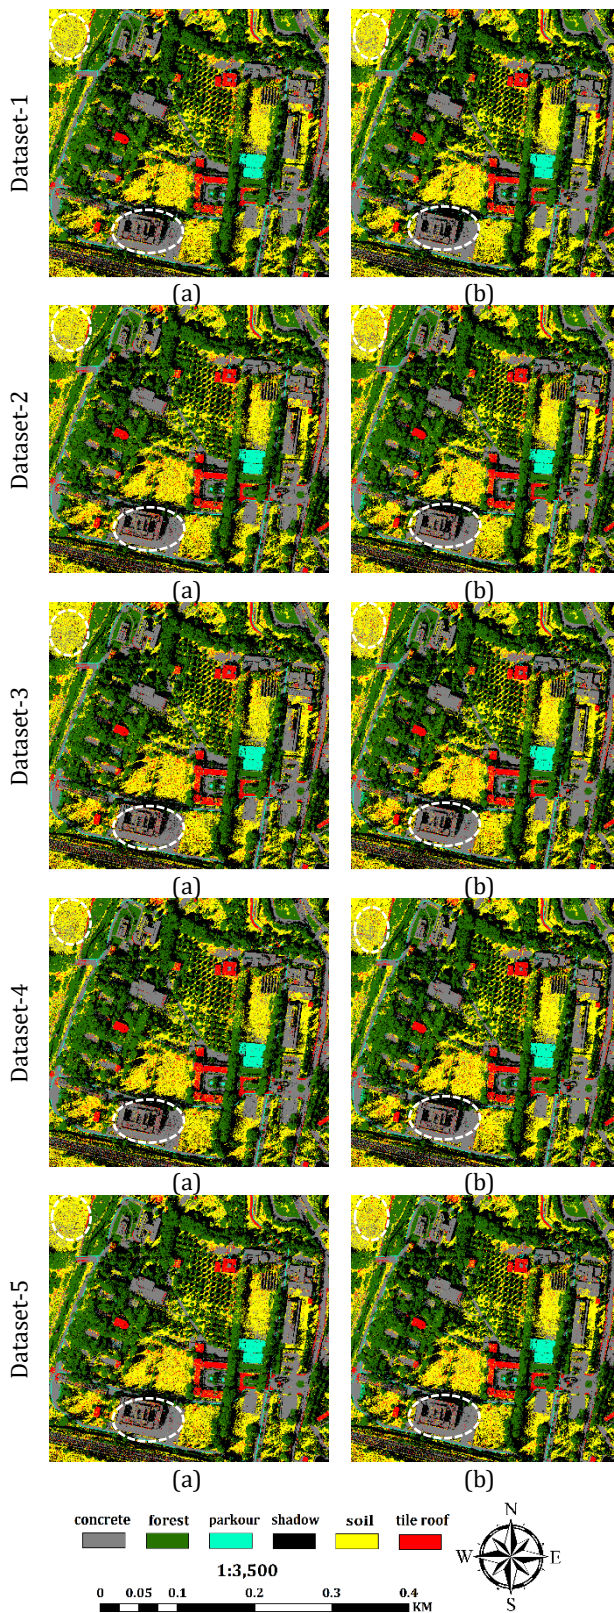 Dataset-1
(a) (b)
Dataset-2
(a) (b)
Dataset-3
(a) (b)
Dataset-4
(a) (b)
Dataset-5
(a) (b)
concrete forest parkour shadow soil tile roof
1:3,500
0 0.05 0.1 0.2 0.3 0.4
KM
N
W E
S